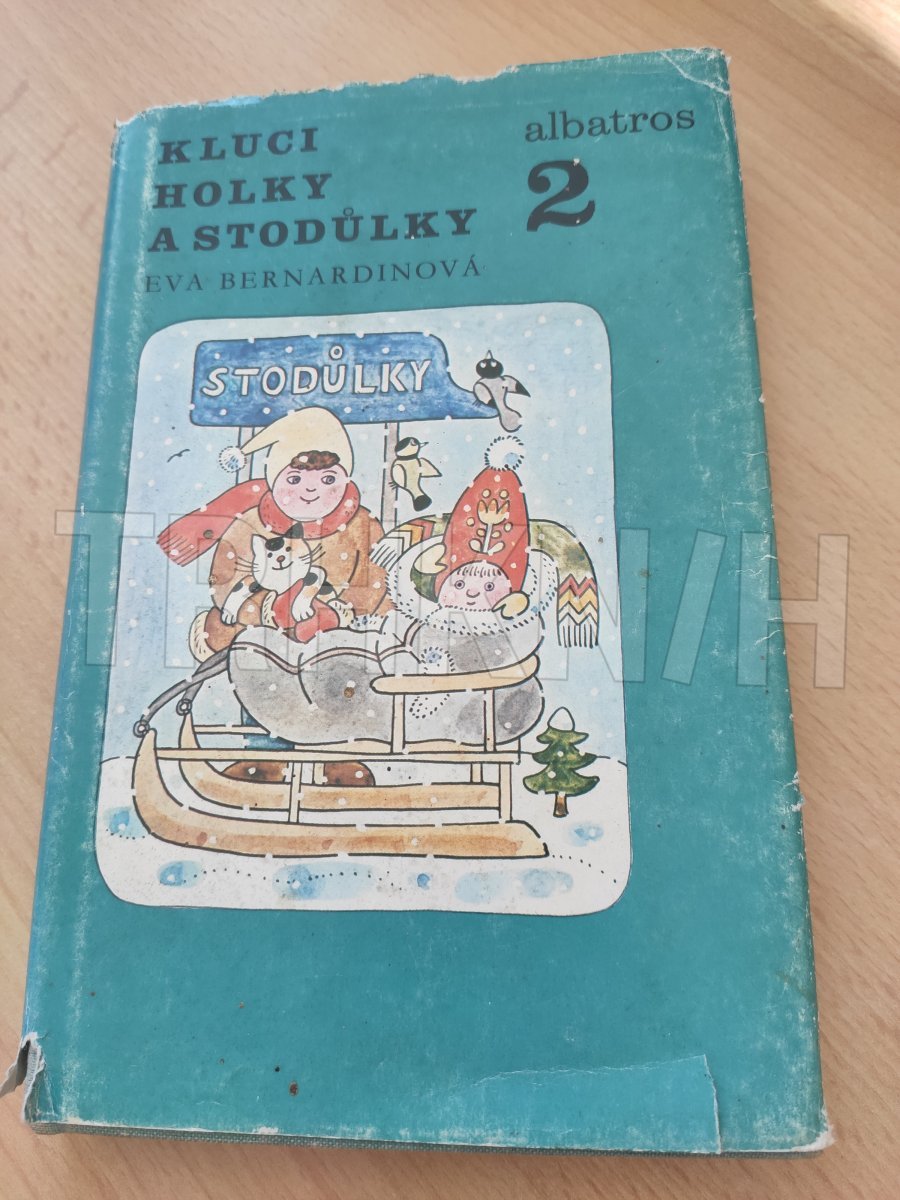 KLUCI
HOLKY
A STODŮLKY
EVA BERNARDINOVÁ
albatros
2
STODŮLKY